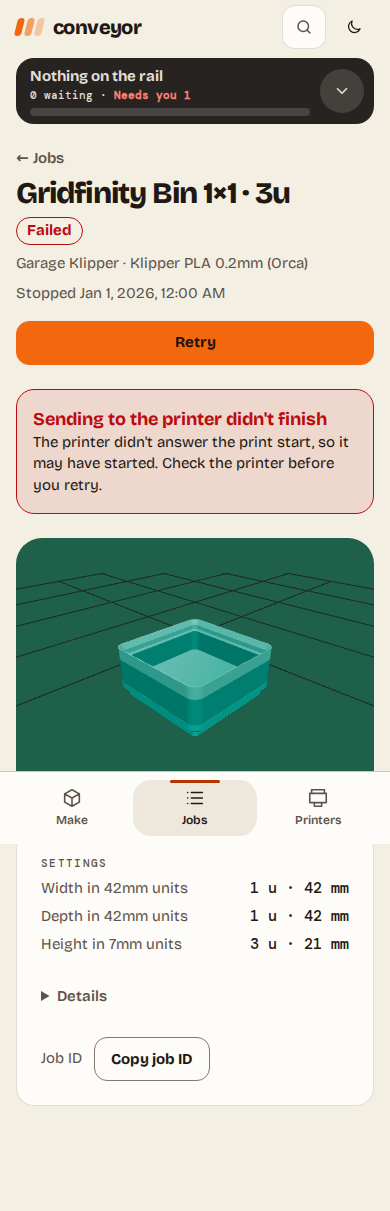 conveyor
Nothing on the rail
0 waiting · Needs you 1
← Jobs
Gridfinity Bin 1×1 · 3u
Failed
Garage Klipper · Klipper PLA 0.2mm (Orca)
Stopped Jan 1, 2026, 12:00 AM
Retry
Sending to the printer didn't finish
The printer didn't answer the print start, so it
may have started. Check the printer before
you retry.
Make
Jobs
Printers
SETTINGS
Width in 42mm units 1 u · 42 mm
Depth in 42mm units 1 u · 42 mm
Height in 7mm units 3 u · 21 mm
Details
Job ID Copy job ID